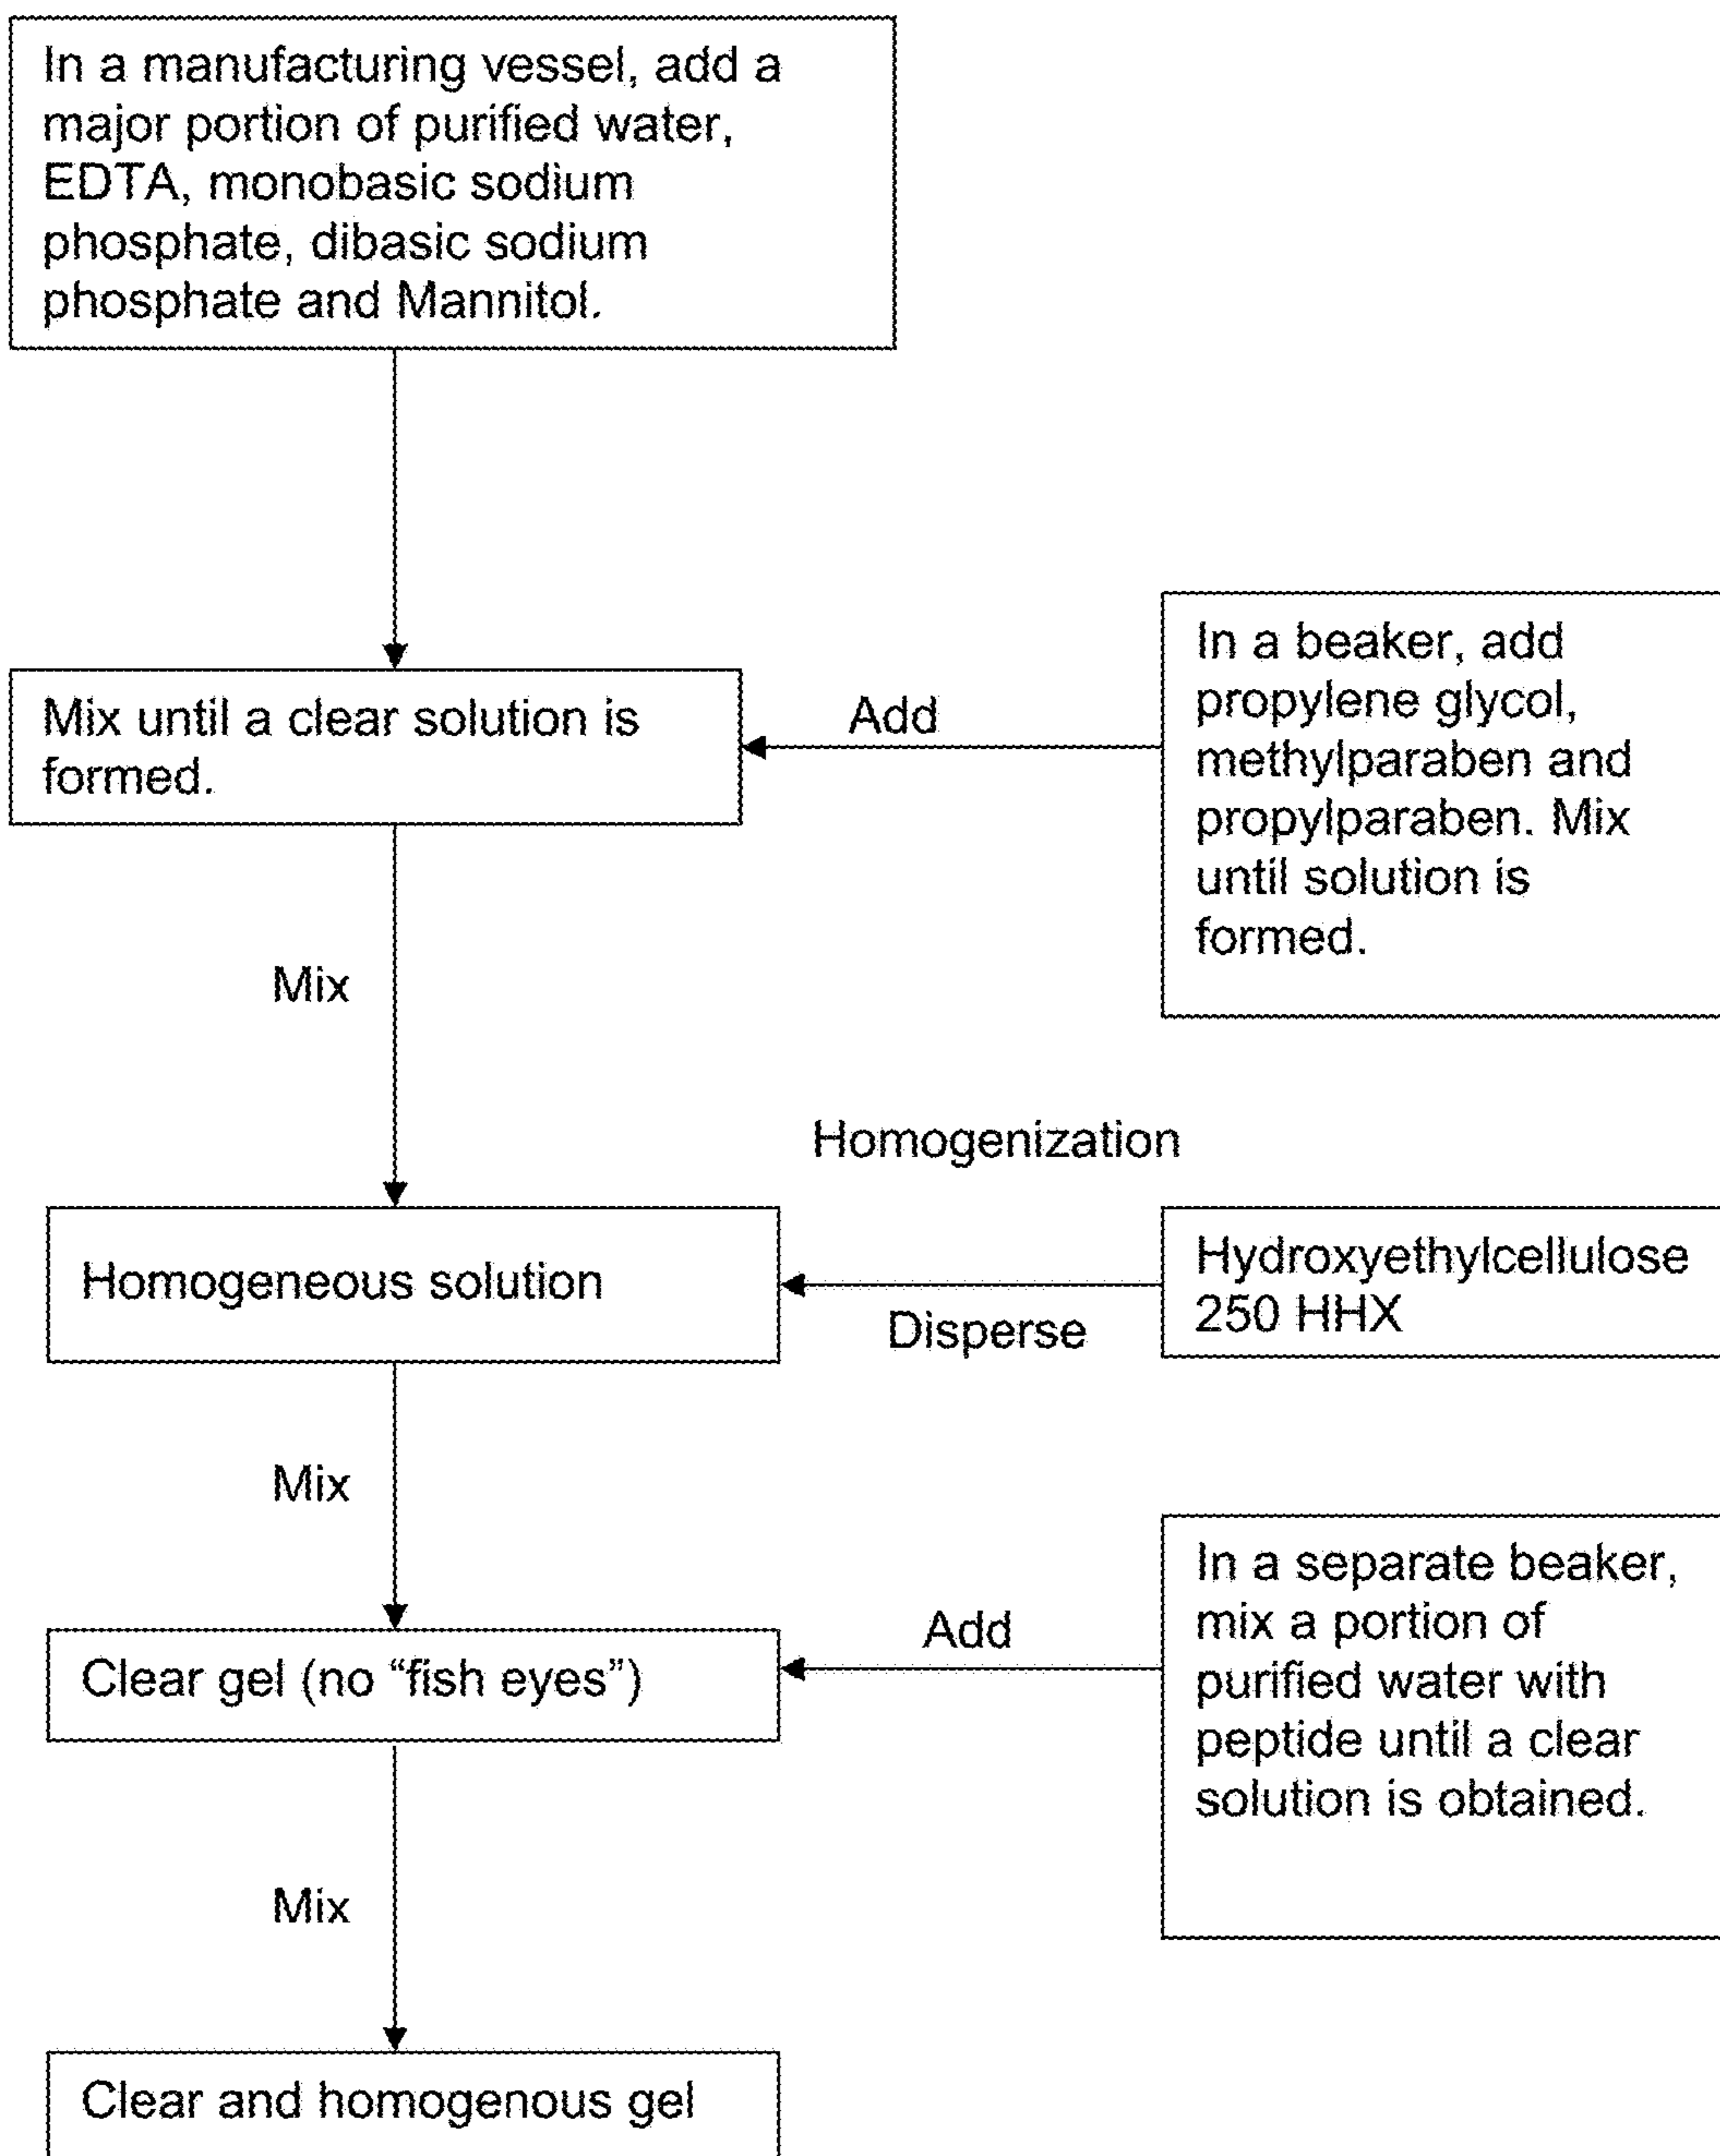 In a manufacturing vessel, add a
major portion of purified water,
EDTA, monobasic sodium
phosphate, dibasic sodium
phosphate and Mannitol.
Mix until a clear solution is
formed.
Add
In a beaker, add
propylene glycol,
methylparaben and
propylparaben. Mix
until solution is
formed.
Mix
Homogenization
Homogeneous solution
Disperse
Hydroxyethylcellulose
250 HHX
Mix
Clear gel (no “fish eyes”)
Add
In a separate beaker,
mix a portion of
purified water with
peptide until a clear
solution is obtained.
Mix
Clear and homogenous gel